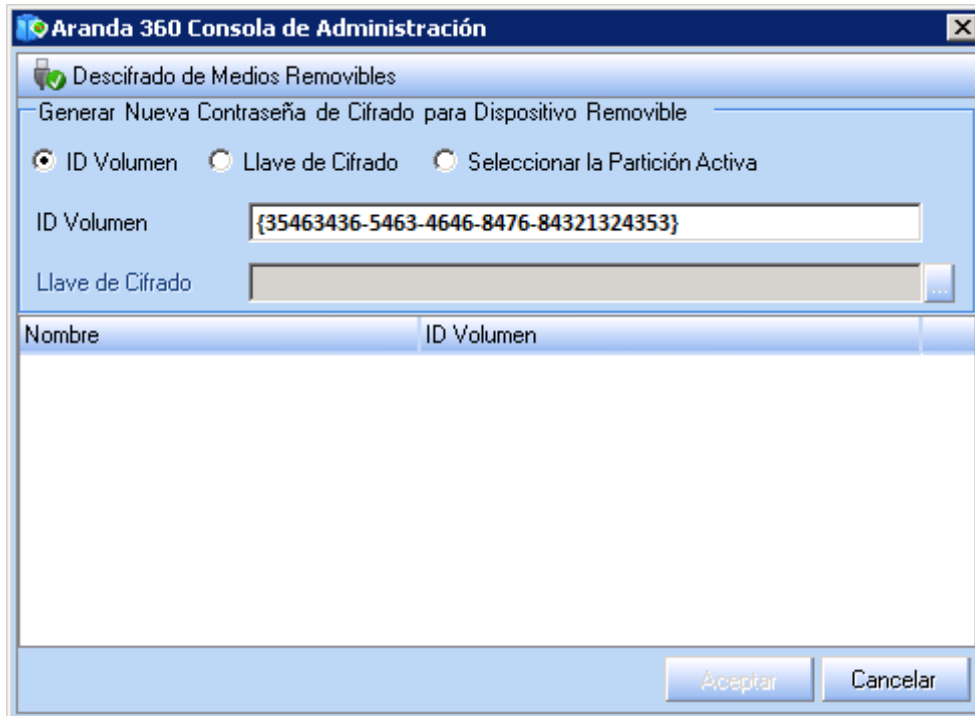 Aranda 360 Consola de Administración
Descifrado de Medios Removibles
Generar Nueva Contraseña de Cifrado para Dispositivo Removible
ID Volumen Llave de Cifrado Seleccionar la Partición Activa
ID Volumen {35463436-5463-4646-8476-84321324353}
Llave de Cifrado ...
Nombre ID Volumen
Aceptar Cancelar